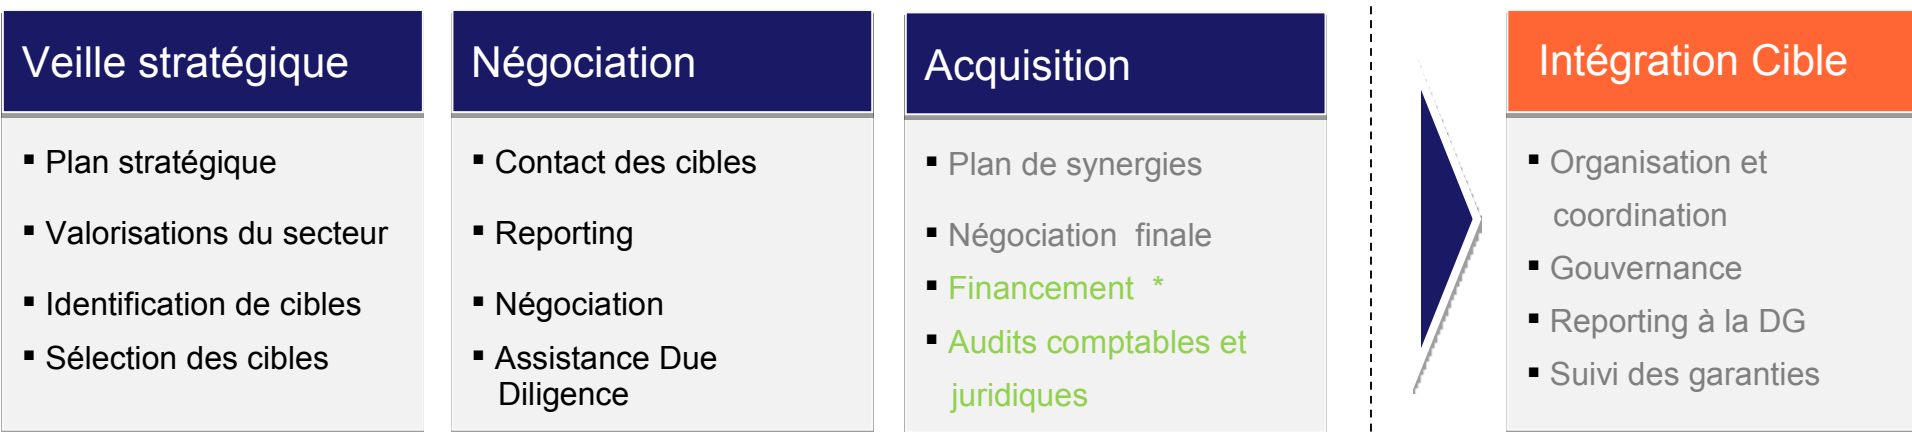 Veille stratégique
▪ Plan stratégique
▪ Valorisations du secteur
▪ Identification de cibles
▪ Sélection des cibles
Négociation
▪ Contact des cibles
▪ Reporting
▪ Négociation
▪ Assistance Due
Diligence
Acquisition
▪ Plan de synergies
▪ Négociation finale
▪ Financement *
▪ Audits comptables et
juridiques
Intégration Cible
▪ Organisation et
coordination
▪ Gouvernance
▪ Reporting à la DG
▪ Suivi des garanties